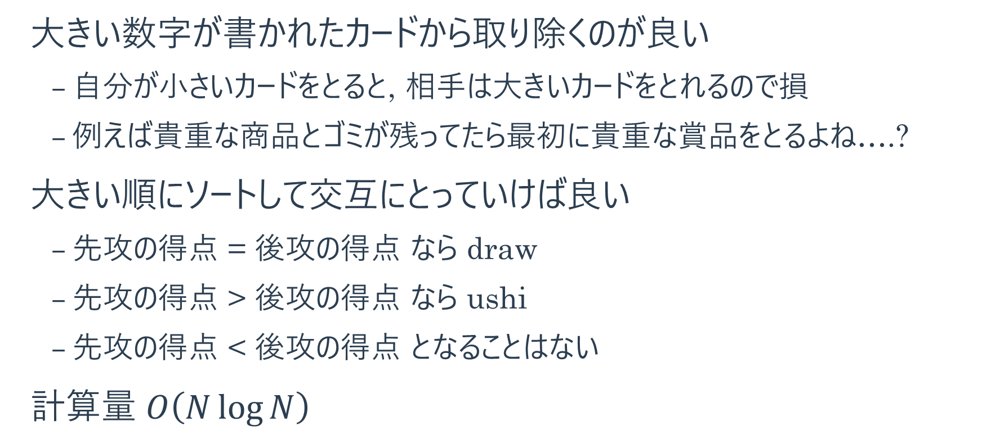 大きい数字が書かれたカードから取り除くのが良い
– 自分が小さいカードをとると, 相手は大きいカードをとれるので損
– 例えば貴重な商品とゴミが残ってたら最初に貴重な賞品をとるよね….?
大きい順にソートして交互にとっていけば良い
– 先攻の得点 = 後攻の得点 なら draw
– 先攻の得点 > 後攻の得点 なら ushi
– 先攻の得点 < 後攻の得点 となることはない
計算量 O(N log N)